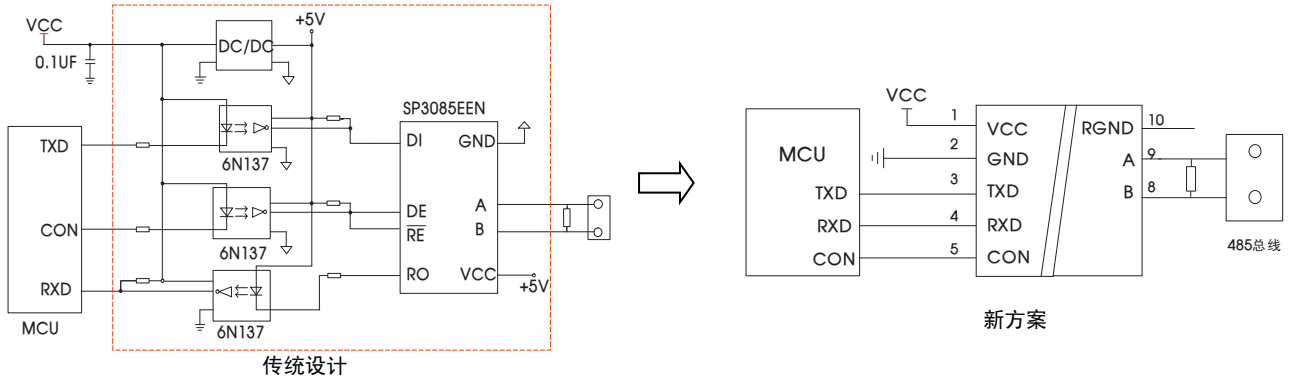 VCC
0.1UF
DC/DC
+5V
SP3085EEN
TXD
CON
RXD
MCU
6N137
6N137
6N137
DI
DE
RE
RO
GND
A
B
VCC
+5V
传统设计
MCU
TXD
RXD
CON
VCC
1
2
3
4
5
VCC
GND
TXD
RXD
CON
RGND
A
B
10
9
8
485总线
新方案